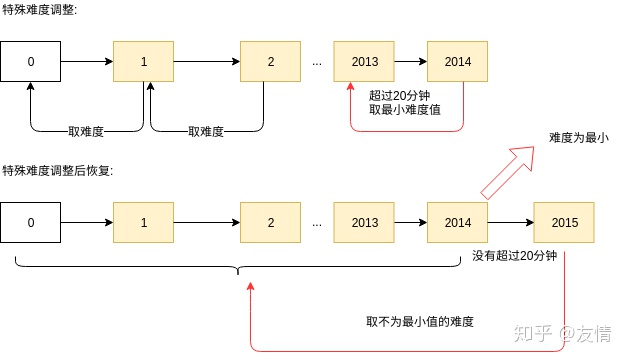 特殊难度调整:
0
1
2
...
2013
2014
取难度
取难度
超过20分钟
取最小难度值
难度为最小
特殊难度调整后恢复:
0
1
2
...
2013
2014
2015
没有超过20分钟
取不为最小值的难度
知乎 @友情